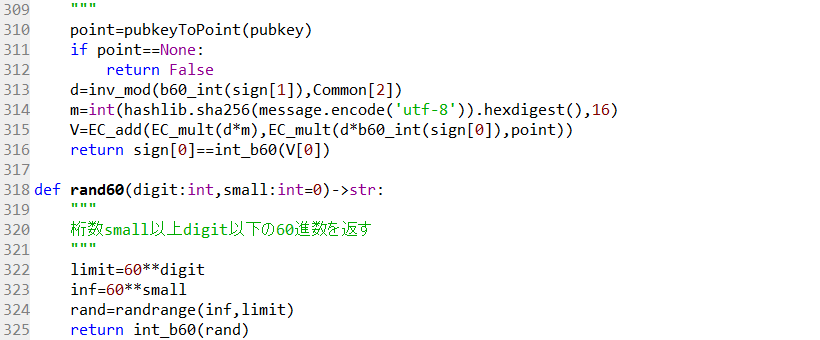 309     """
310     point=pubkeyToPoint(pubkey)
311     if point==None:
312         return False
313     d=inv_mod(b60_int(sign[1]),Common[2])
314     m=int(hashlib.sha256(message.encode('utf-8')).hexdigest(),16)
315     V=EC_add(EC_mult(d*m),EC_mult(d*b60_int(sign[0]),point))
316     return sign[0]==int_b60(V[0])
317
318 def rand60(digit:int,small:int=0)->str:
319     """
320     桁数small以上digit以下の60進数を返す
321     """
322     limit=60**digit
323     inf=60**small
324     rand=randrange(inf,limit)
325     return int_b60(rand)